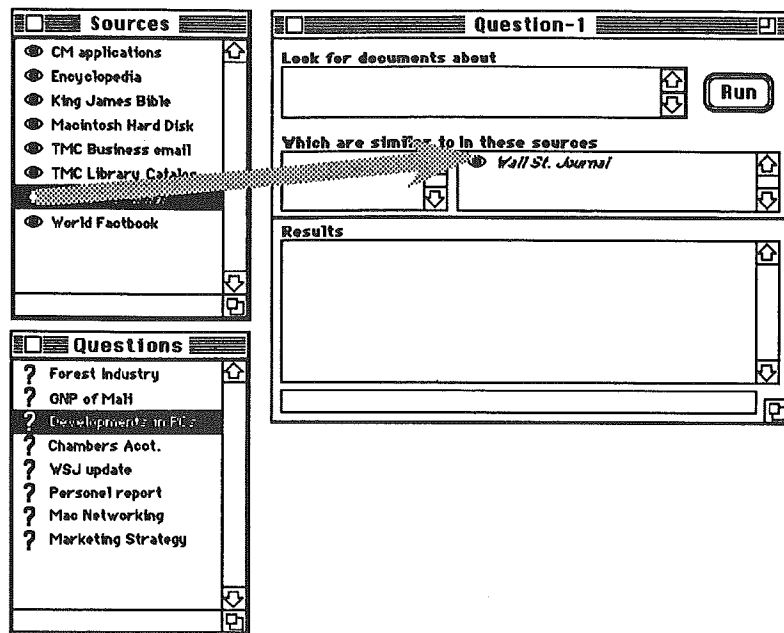 Sources
CM applications
Encyclopedia
King James Bible
Macintosh Hard Disk
TMC Business email
TMC Library Catalog
World Factbook
Questions
? Forest Industry
? GNP of Mali
? Developments in PCs
? Chambers Acct.
? WSJ update
? Personel report
? Mac Networking
? Marketing Strategy
Question-1
Look for documents about
Run
Which are similar to In these sources
Wall St. Journal
Results